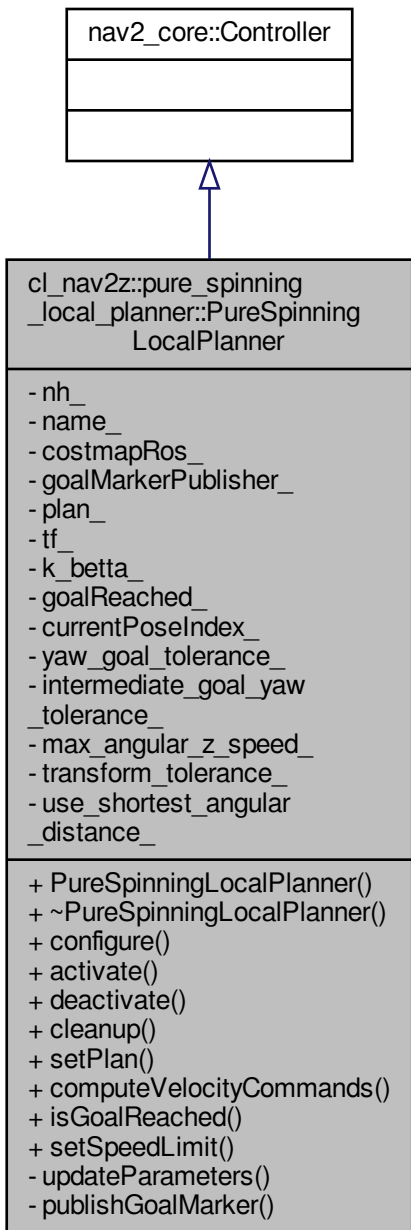 nav2_core::Controller
cl_nav2z::pure_spinning
_local_planner::PureSpinning
LocalPlanner
- nh_
- name_
- costmapRos_
- goalMarkerPublisher_
- plan_
- tf_
- k_betta_
- goalReached_
- currentPoseIndex_
- yaw_goal_tolerance_
- intermediate_goal_yaw
_tolerance_
- max_angular_z_speed_
- transform_tolerance_
- use_shortest_angular
_distance_
+ PureSpinningLocalPlanner()
+ ~PureSpinningLocalPlanner()
+ configure()
+ activate()
+ deactivate()
+ cleanup()
+ setPlan()
+ computeVelocityCommands()
+ isGoalReached()
+ setSpeedLimit()
- updateParameters()
- publishGoalMarker()